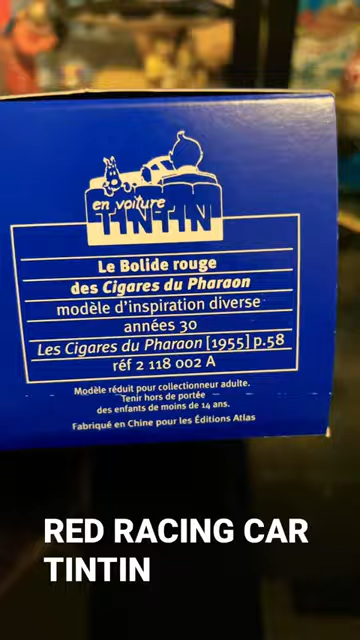 en voiture
TINTIN
Le Bolide rouge
des Cigares du Pharaon
modèle d'inspiration diverse
années 30
Les Cigares du Pharaon [1955] p.58
réf 2 118 002 A
Modèle réduit pour collectionneur adulte.
Tenir hors de portée
des enfants de moins de 14 ans.
Fabriqué en Chine pour les Éditions Atlas
RED RACING CAR
TINTIN